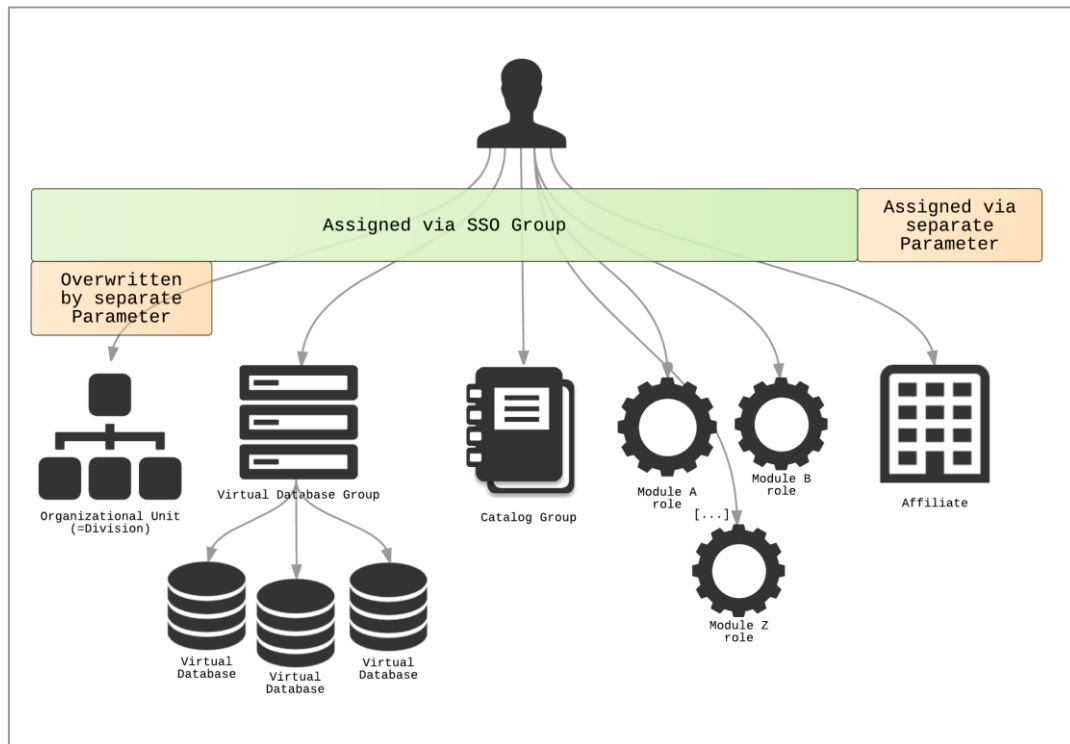 Assigned via SSO Group
Assigned via
separate
Parameter
Overwritten
by separate
Parameter
Organizational Unit
(=Division)
Virtual Database Group
Catalog Group
Module A
role
Module B
role
[...]
Module Z
role
Affiliate
Virtual
Database
Virtual
Database
Virtual
Database